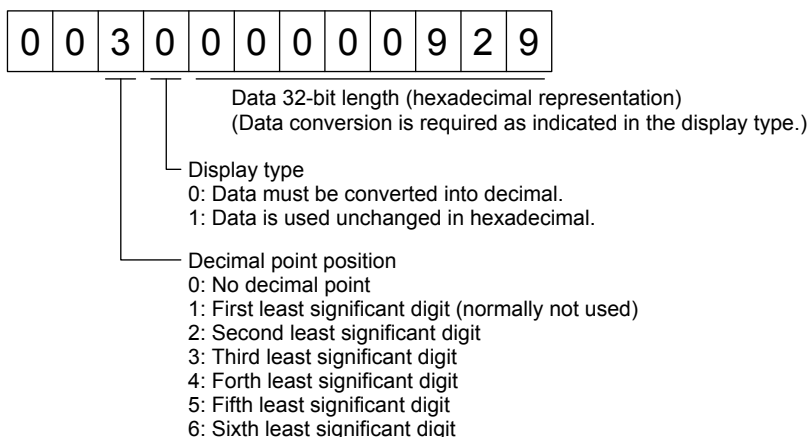 0 0 3 0 0 0 0 0 0 9 2 9
Data 32-bit length (hexadecimal representation)
(Data conversion is required as indicated in the display type.)
Display type
0: Data must be converted into decimal.
1: Data is used unchanged in hexadecimal.
Decimal point position
0: No decimal point
1: First least significant digit (normally not used)
2: Second least significant digit
3: Third least significant digit
4: Forth least significant digit
5: Fifth least significant digit
6: Sixth least significant digit